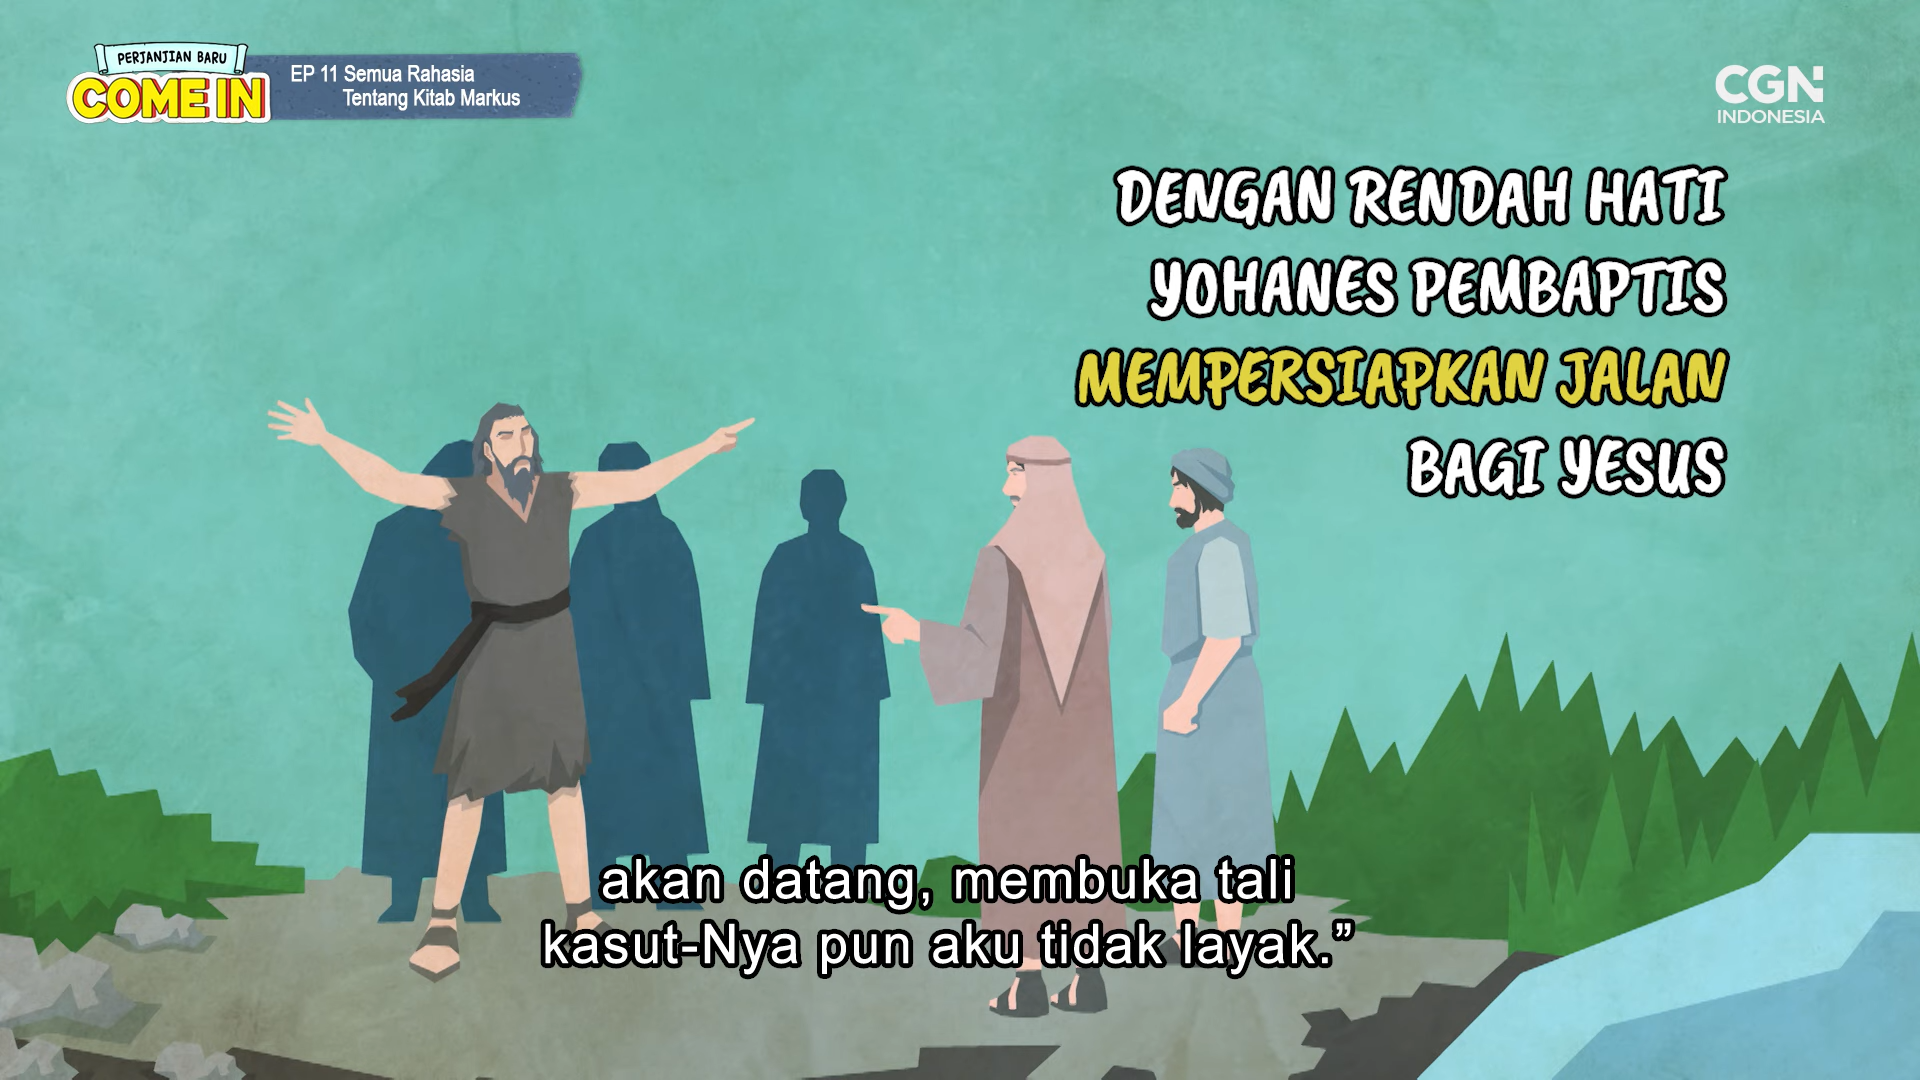 PERJANJIAN BARU
COME IN
EP 11 Semua Rahasia
Tentang Kitab Markus
CGN
INDONESIA
DENGAN RENDAH HATI
YOHANES PEMBAPTIS
MEMPERSIAPKAN JALAN
BAGI YESUS
akan datang, membuka tali
kasut-Nya pun aku tidak layak.”